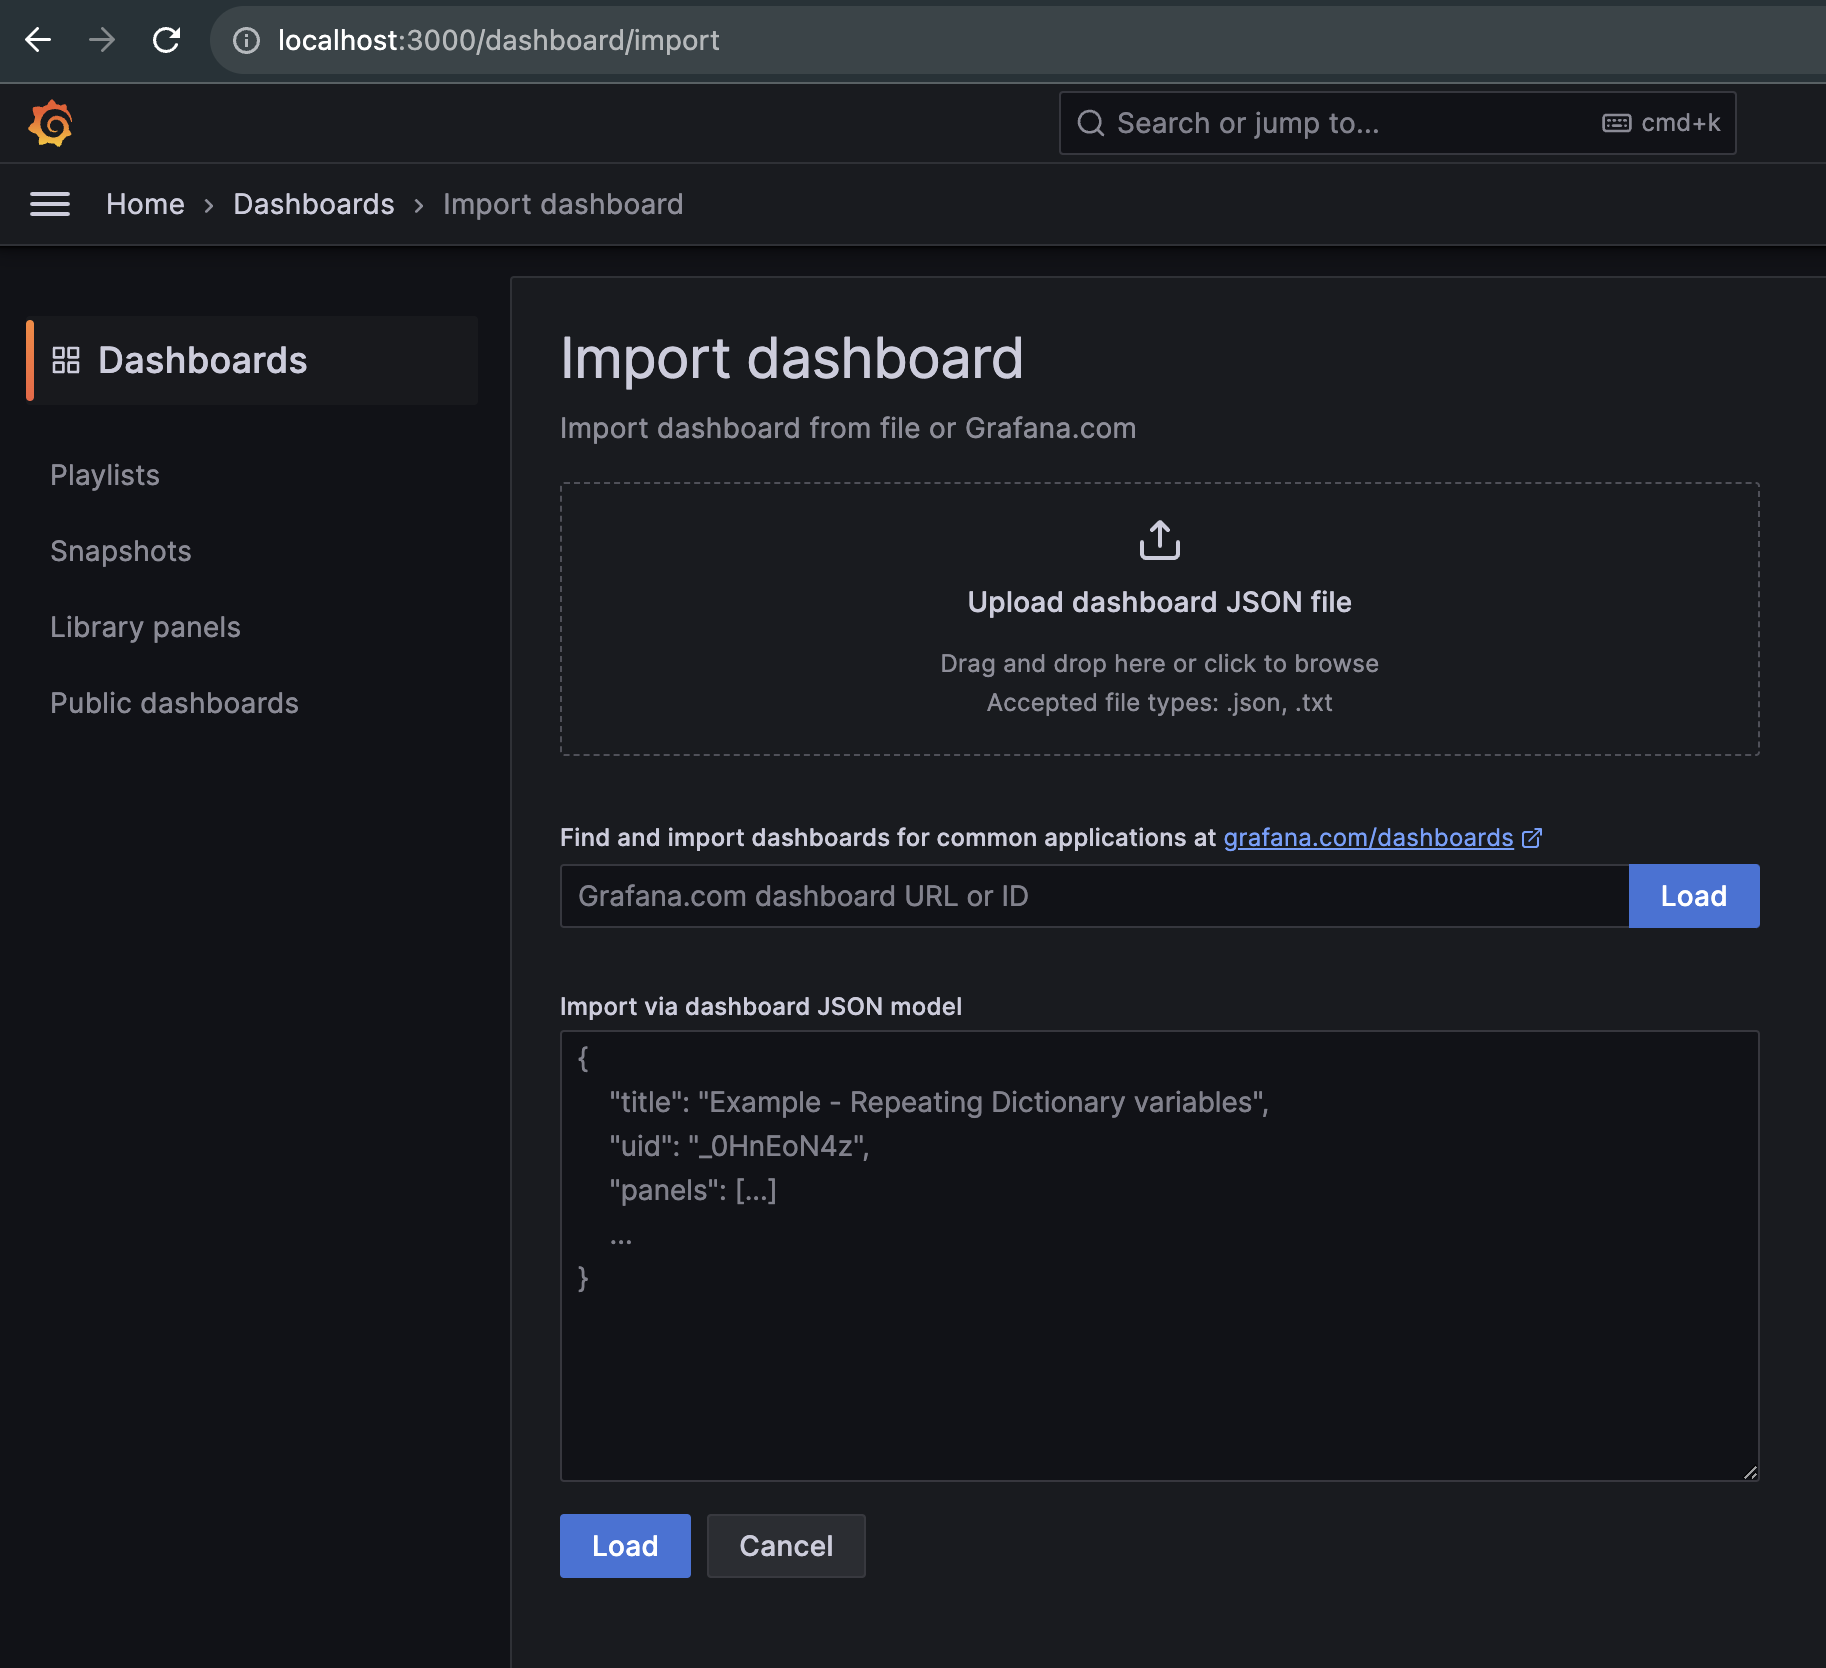 localhost:3000/dashboard/import
Search or jump to...
cmd+k
Home
Dashboards
Import dashboard
Dashboards
Playlists
Snapshots
Library panels
Public dashboards
Import dashboard
Import dashboard from file or Grafana.com
Upload dashboard JSON file
Drag and drop here or click to browse
Accepted file types: .json, .txt
Find and import dashboards for common applications at grafana.com/dashboards
Grafana.com dashboard URL or ID
Load
Import via dashboard JSON model
{
"title": "Example - Repeating Dictionary variables",
"uid": "_0HnEoN4z",
"panels": [...]
...
}
Load
Cancel